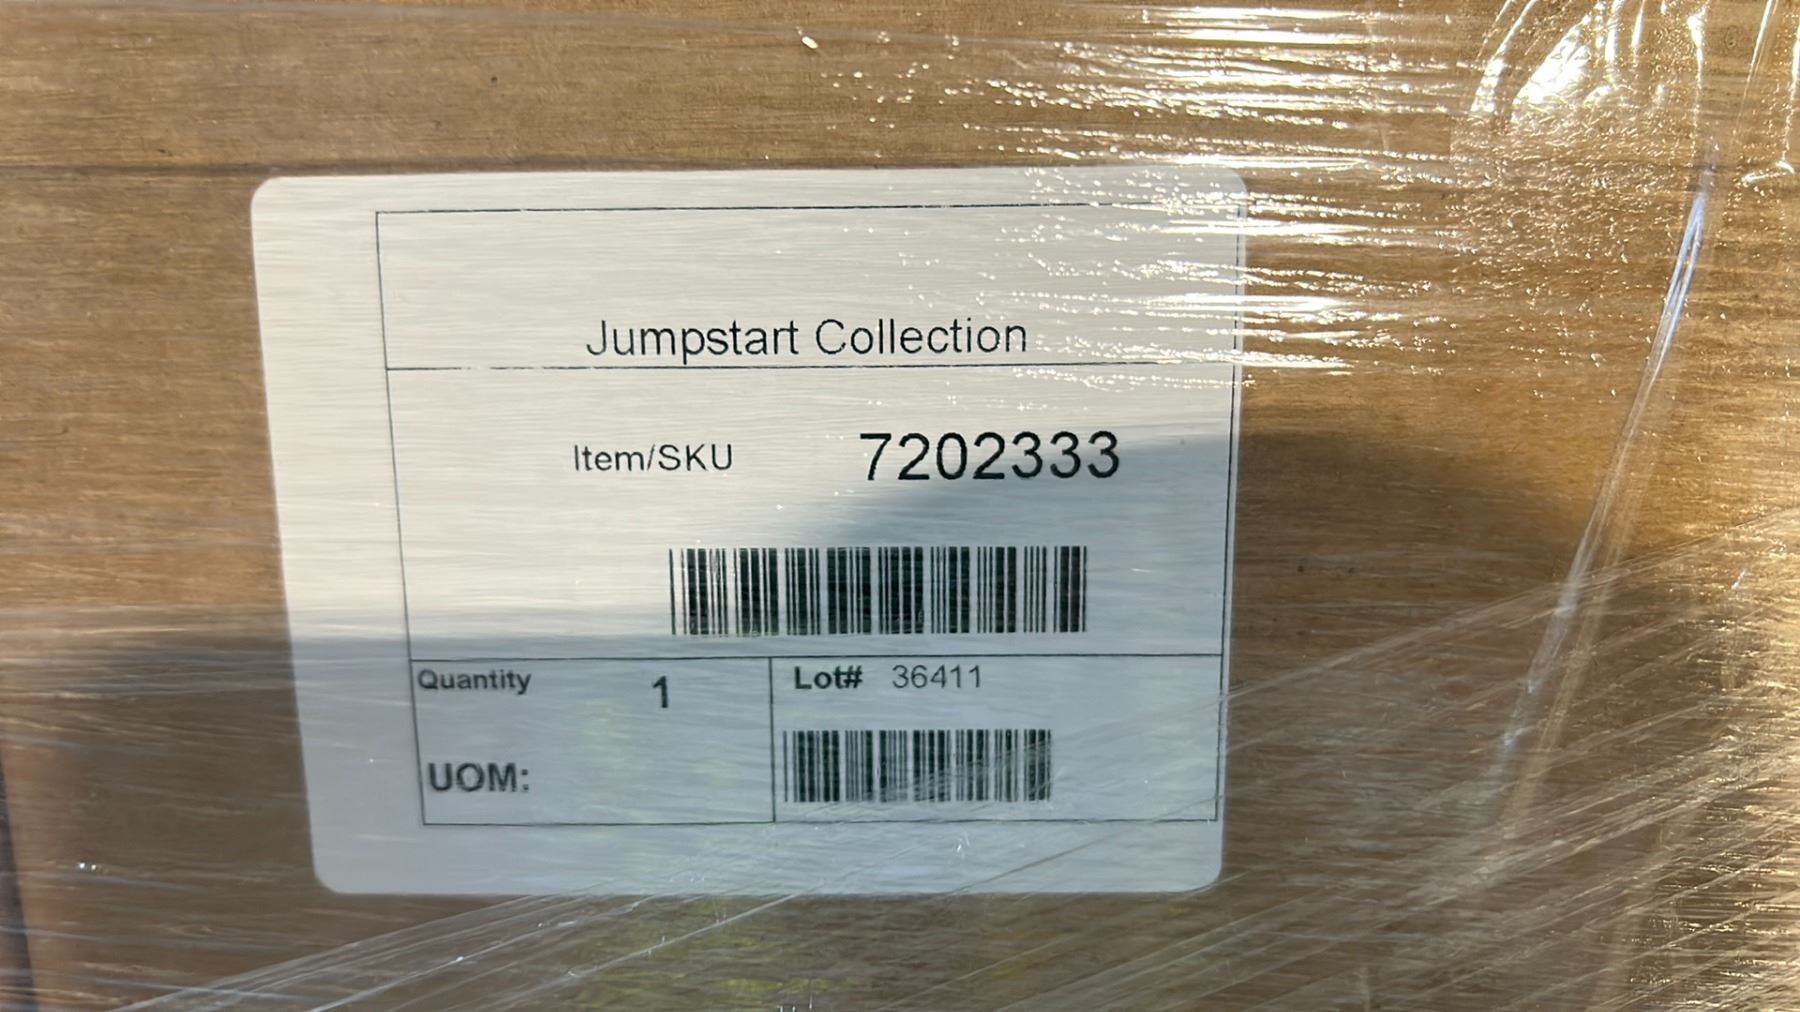 Jumpstart Collection
Item/SKU 7202333
Quantity 1
Lot# 36411
UOM: